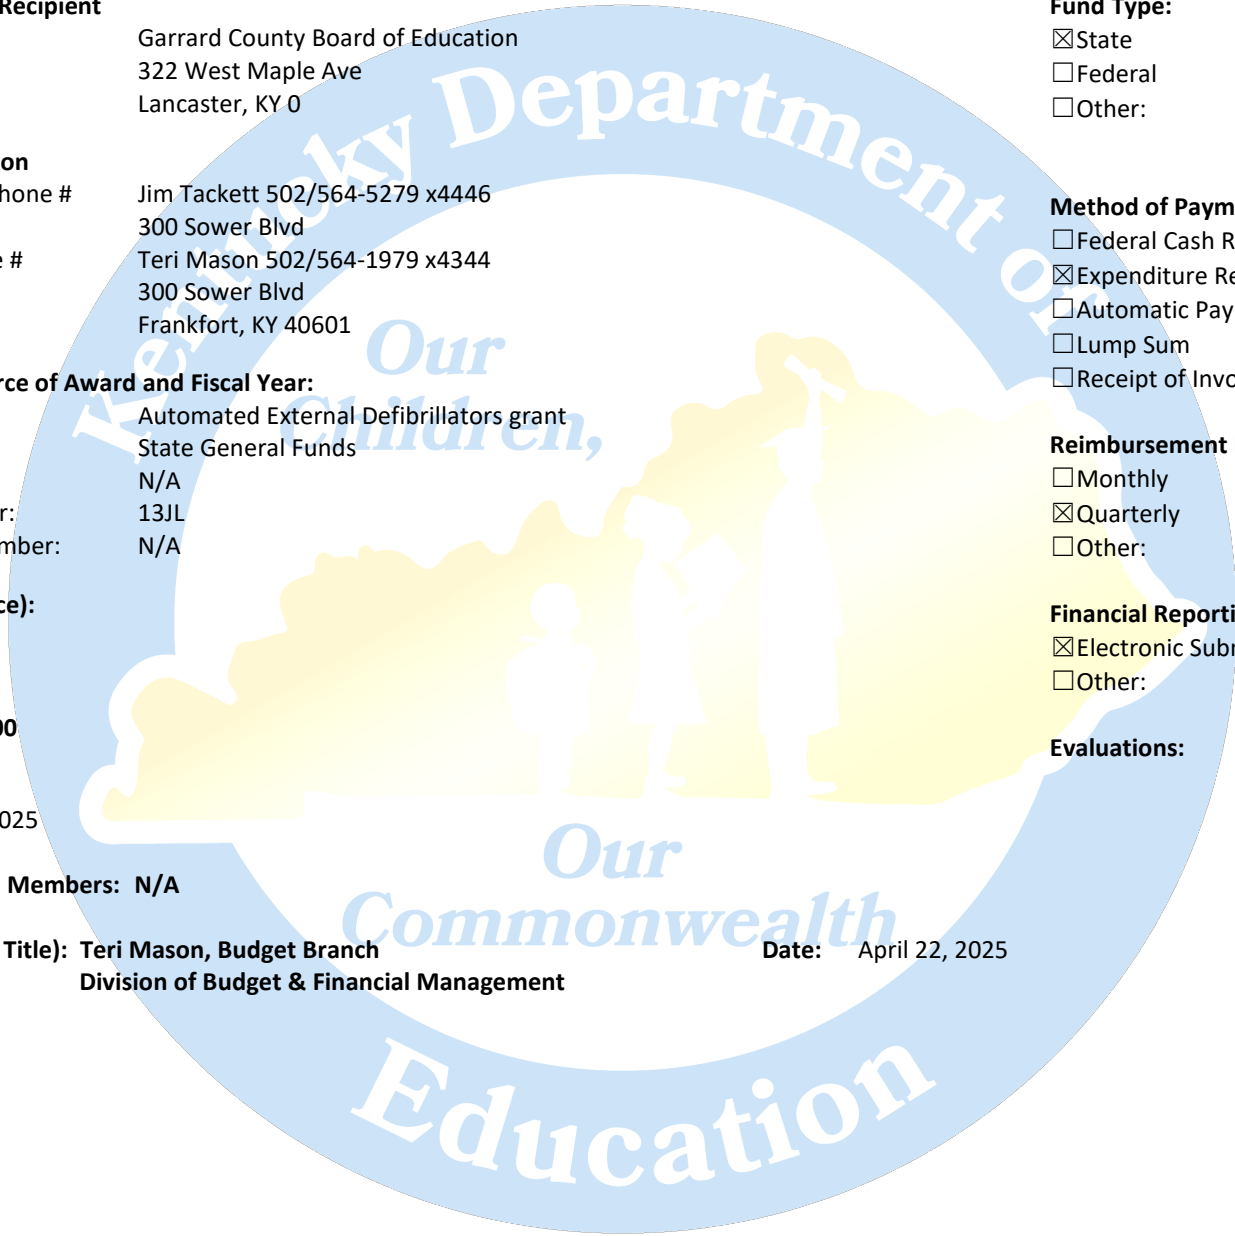 Recipient
Garrard County Board of Education
322 West Maple Ave
Lancaster, KY 0
on
hone # Jim Tackett 502/564-5279 x4446
300 Sower Blvd
e # Teri Mason 502/564-1979 x4344
300 Sower Blvd
Frankfort, KY 40601
rce of Award and Fiscal Year:
Automated External Defibrillators grant
State General Funds
N/A
r: 13JL
mber: N/A
ce):
00
025
Members: N/A
Title): Teri Mason, Budget Branch
Division of Budget & Financial Management
Date: April 22, 2025
Fund Type:
☒State
☐Federal
☐Other:
Method of Paym
☐Federal Cash R
☒Expenditure Re
☐Automatic Pay
☐Lump Sum
☐Receipt of Invo
Reimbursement
☐Monthly
☒Quarterly
☐Other:
Financial Reporti
☒Electronic Subr
☐Other:
Evaluations:
Kentucky Department of
Education
Our
Children,
Our
Commonwealth